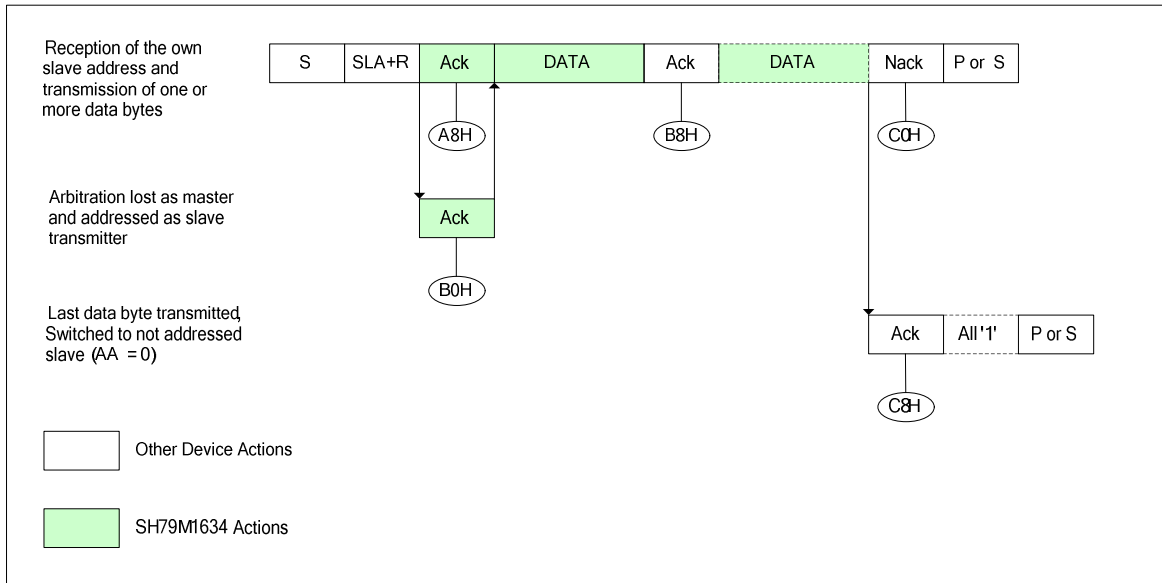 Reception of the own
slave address and
transmission of one or
more data bytes
S SLA+R Ack DATA Ack DATA Nack P or S
A8H B8H C0H
Arbitration lost as master
and addressed as slave
transmitter
Ack
B0H
Last data byte transmitted,
Switched to not addressed
slave (AA = 0)
Ack All '1' P or S
C8H
Other Device Actions
SH79M1634 Actions